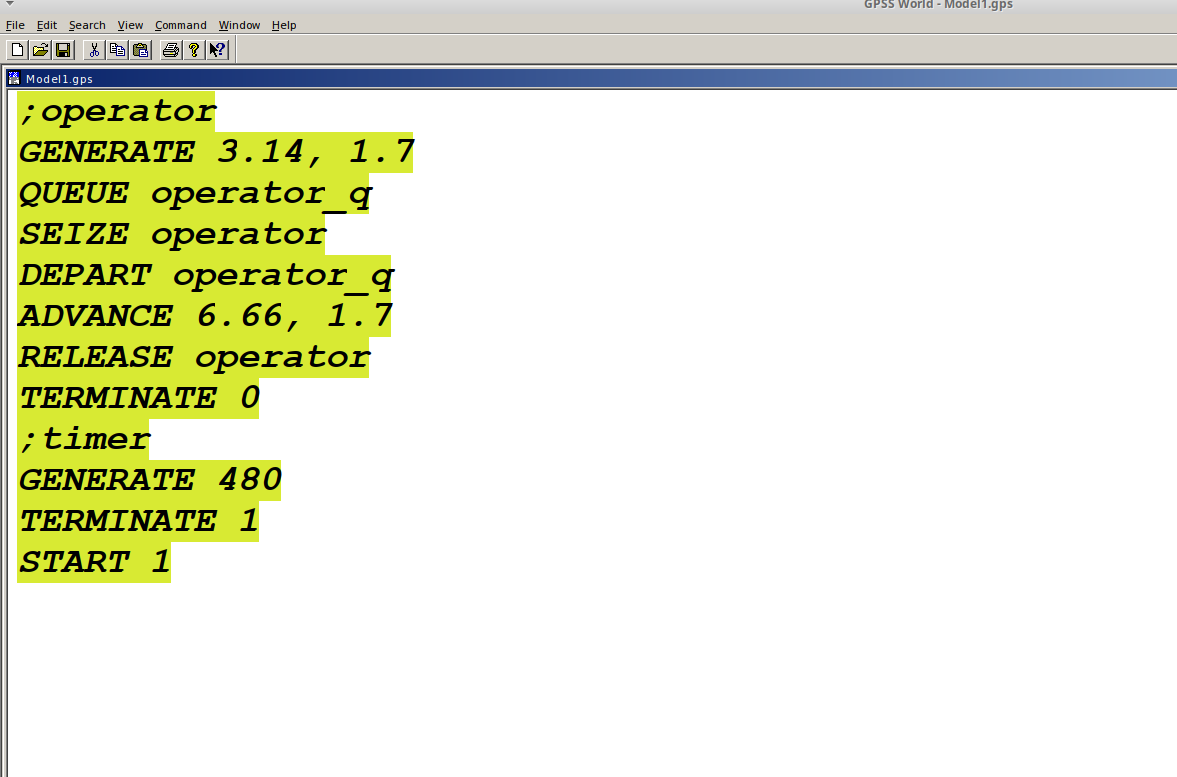 GPSS World - Model1.gps
File Edit Search View Command Window Help
Model1.gps
;operator
GENERATE 3.14, 1.7
QUEUE operator_q
SEIZE operator
DEPART operator_q
ADVANCE 6.66, 1.7
RELEASE operator
TERMINATE 0
;timer
GENERATE 480
TERMINATE 1
START 1